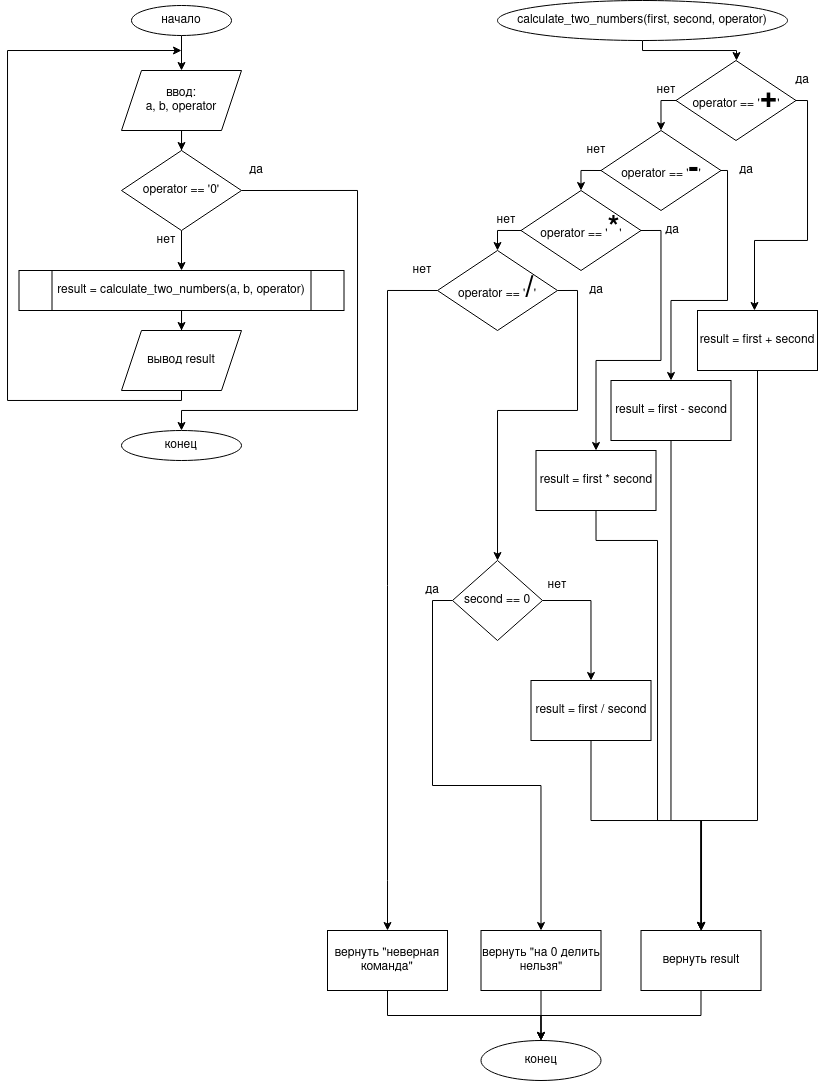 начало
ввод:
a, b, operator
operator == '0'
да
нет
result = calculate_two_numbers(a, b, operator)
вывод result
конец
calculate_two_numbers(first, second, operator)
operator == '+'
да
нет
operator == '-'
да
нет
operator == '*'
да
нет
operator == '/'
да
нет
result = first + second
result = first - second
result = first * second
second == 0
да
нет
result = first / second
вернуть "неверная
команда"
вернуть "на 0 делить
нельзя"
вернуть result
конец